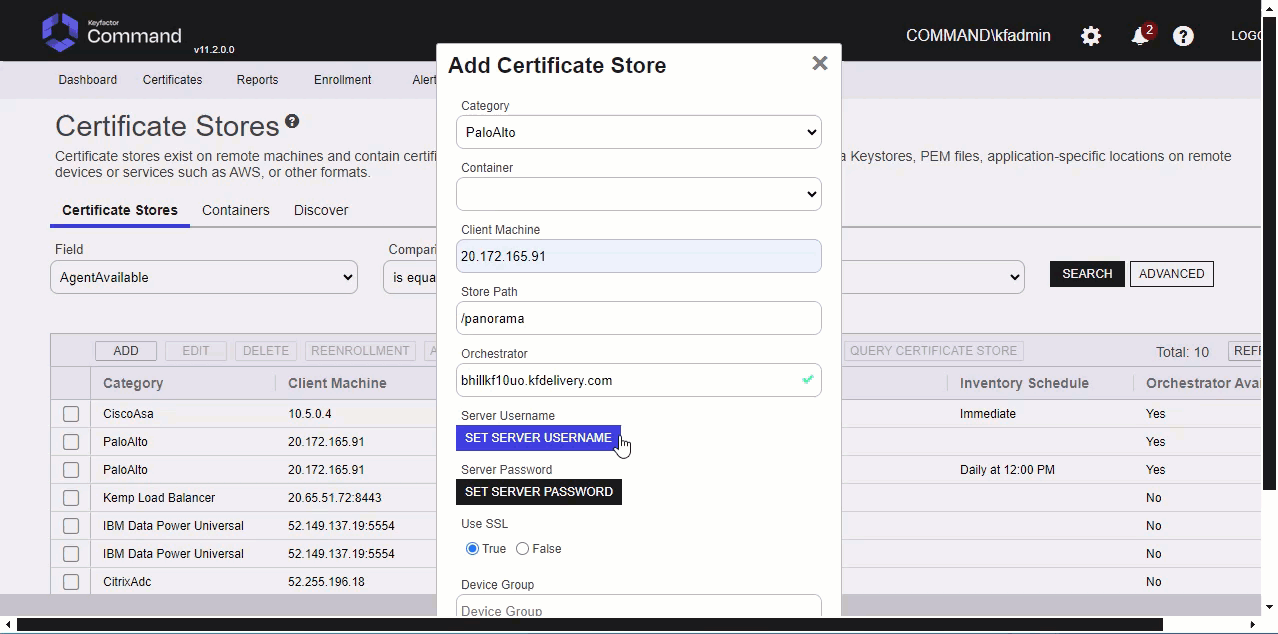 Keyfactor
Command
v11.2.0.0
COMMAND\kfadmin
2
?
LOGO
Dashboard
Certificates
Reports
Enrollment
Alert
Certificate Stores ?
Certificate stores exist on remote machines and contain certifi
a Keystores, PEM files, application-specific locations on remote
devices or services such as AWS, or other formats.
Certificate Stores
Containers
Discover
Field
Compari
AgentAvailable
is equa
SEARCH
ADVANCED
ADD
EDIT
DELETE
REENROLLMENT
A
QUERY CERTIFICATE STORE
Total: 10
REFR
Category
Client Machine
Inventory Schedule
Orchestrator Avai
CiscoAsa
10.5.0.4
Immediate
Yes
PaloAlto
20.172.165.91
Yes
PaloAlto
20.172.165.91
Daily at 12:00 PM
Yes
Kemp Load Balancer
20.65.51.72:8443
No
IBM Data Power Universal
52.149.137.19:5554
No
IBM Data Power Universal
52.149.137.19:5554
No
CitrixAdc
52.255.196.18
No
Add Certificate Store
Category
PaloAlto
Container
Client Machine
20.172.165.91
Store Path
/panorama
Orchestrator
bhillkf10uo.kfdelivery.com
Server Username
SET SERVER USERNAME
Server Password
SET SERVER PASSWORD
Use SSL
True
False
Device Group
Device Group